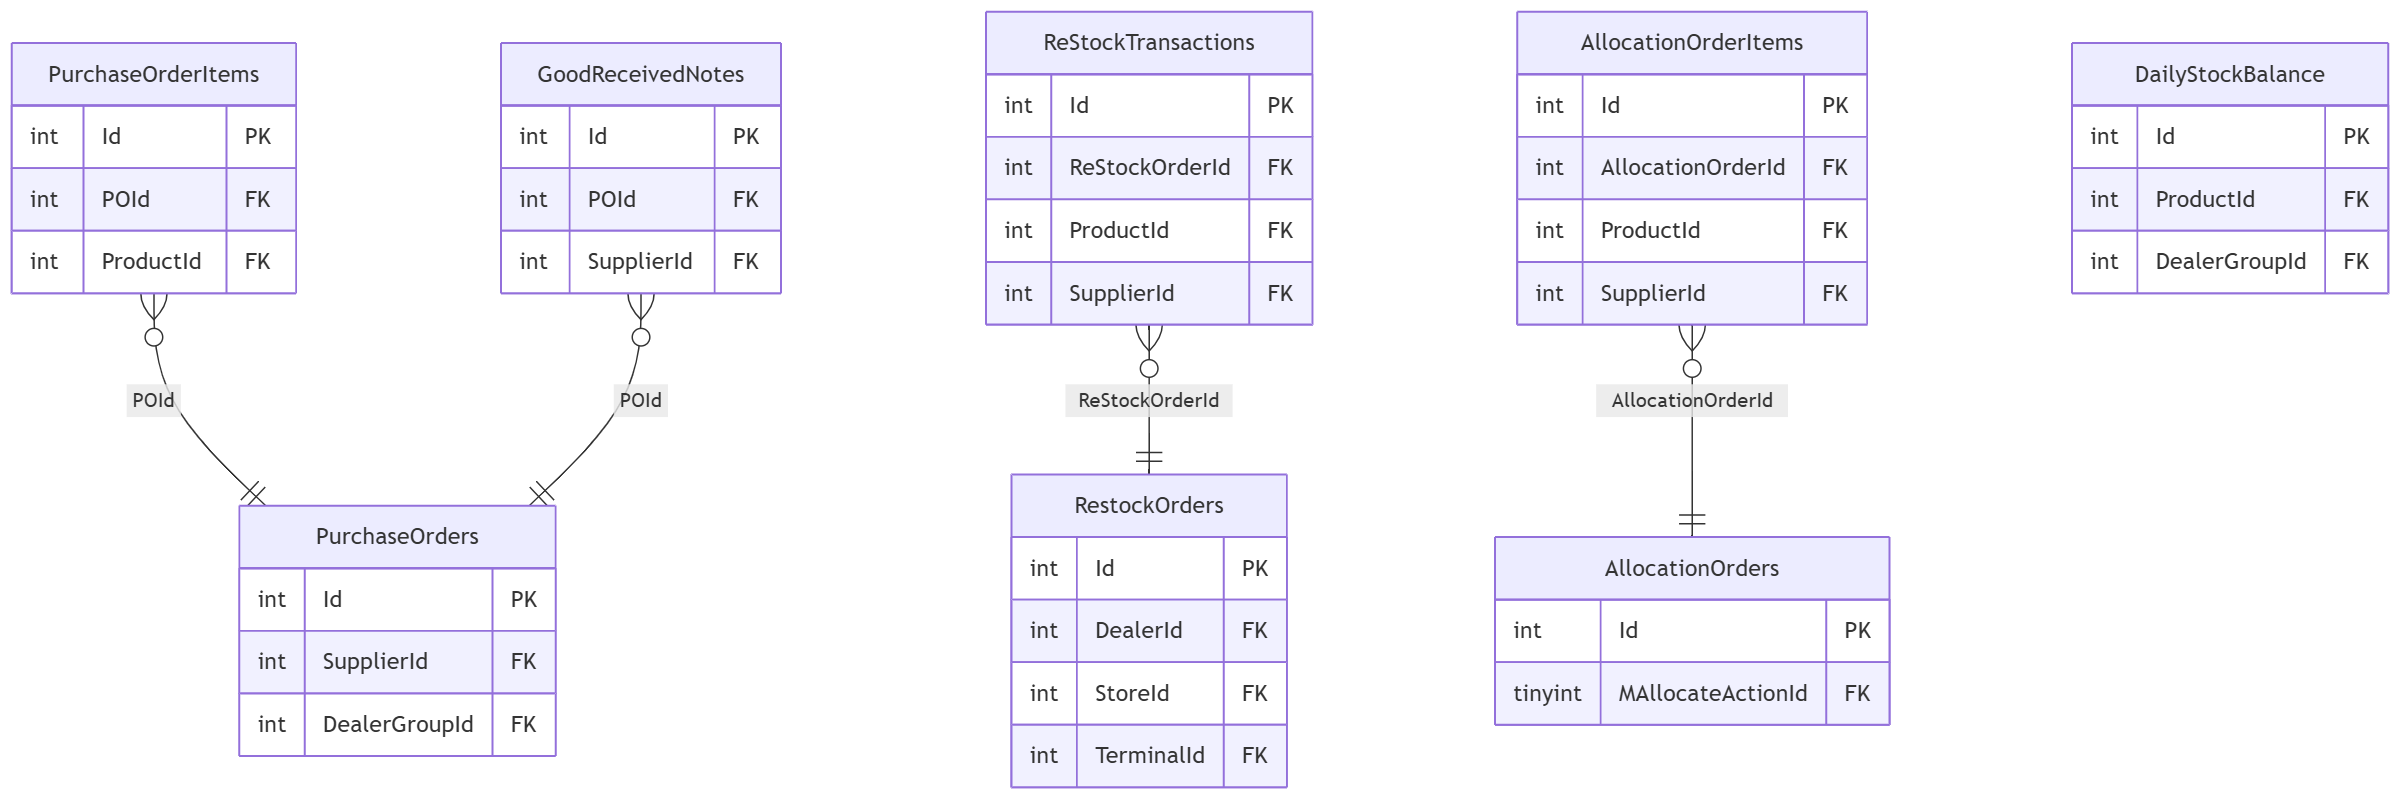 PurchaseOrderItems
int Id PK
int POId FK
int ProductId FK
GoodReceivedNotes
int Id PK
int POId FK
int SupplierId FK
ReStockTransactions
int Id PK
int ReStockOrderId FK
int ProductId FK
int SupplierId FK
AllocationOrderItems
int Id PK
int AllocationOrderId FK
int ProductId FK
int SupplierId FK
DailyStockBalance
int Id PK
int ProductId FK
int DealerGroupId FK
POId
POId
ReStockOrderId
AllocationOrderId
PurchaseOrders
int Id PK
int SupplierId FK
int DealerGroupId FK
RestockOrders
int Id PK
int DealerId FK
int StoreId FK
int TerminalId FK
AllocationOrders
int Id PK
tinyint MAllocateActionId FK